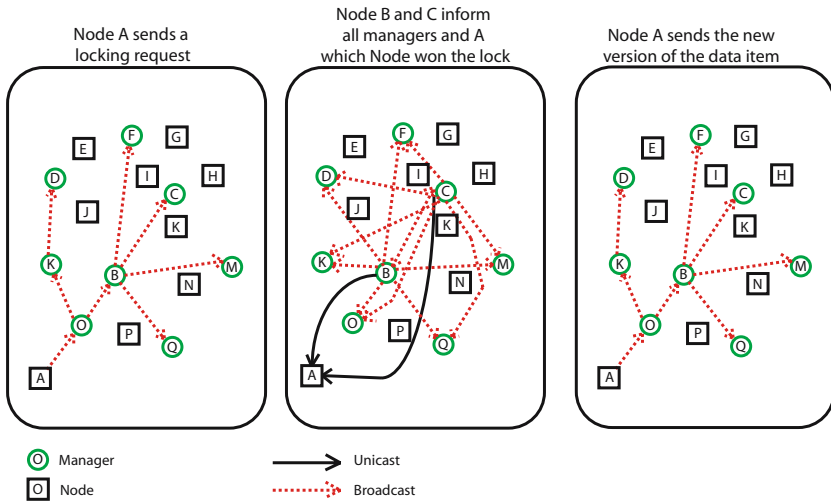 Node A sends a
locking request
Node B and C inform
all managers and A
which Node won the lock
Node A sends the new
version of the data item
F
G
E
D
I
H
C
J
K
K
B
M
N
O
P
Q
A
F
G
E
D
I
H
C
J
K
K
B
M
N
O
P
Q
A
F
G
E
D
I
H
C
J
K
K
B
M
N
O
P
Q
A
O Manager
O Node
Unicast
Broadcast